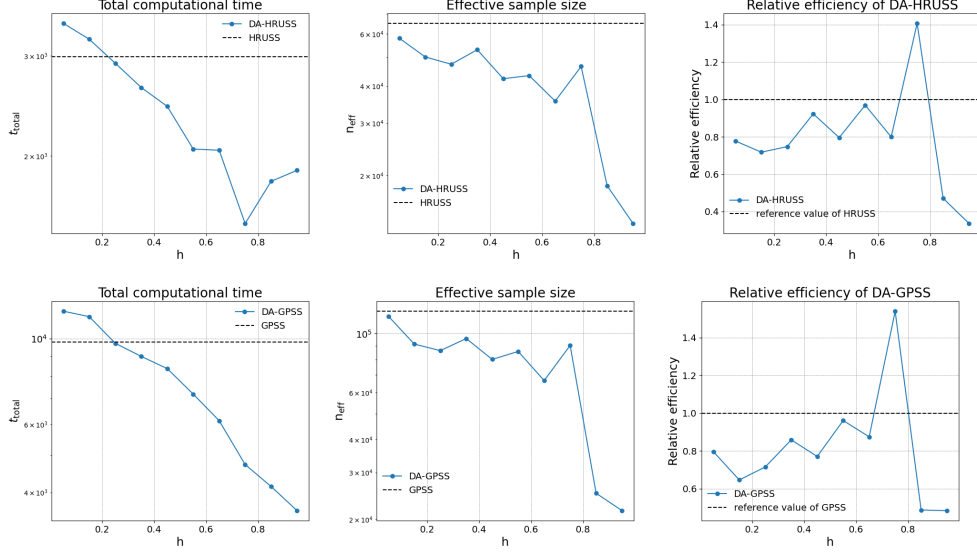 Total computational time
DA-HRUSS
HRUSS
3 × 10³
2 × 10³
t_total
0.2 0.4 0.6 0.8
h
Effective sample size
6 × 10⁴
4 × 10⁴
3 × 10⁴
2 × 10⁴
n_eff
DA-HRUSS
HRUSS
0.2 0.4 0.6 0.8
h
Relative efficiency of DA-HRUSS
1.4
1.2
1.0
0.8
0.6
0.4
Relative efficiency
DA-HRUSS
reference value of HRUSS
0.2 0.4 0.6 0.8
h
Total computational time
DA-GPSS
GPSS
10⁴
6 × 10³
4 × 10³
t_total
0.2 0.4 0.6 0.8
h
Effective sample size
10⁵
6 × 10⁴
4 × 10⁴
3 × 10⁴
2 × 10⁴
n_eff
DA-GPSS
GPSS
0.2 0.4 0.6 0.8
h
Relative efficiency of DA-GPSS
1.4
1.2
1.0
0.8
0.6
Relative efficiency
DA-GPSS
reference value of GPSS
0.2 0.4 0.6 0.8
h